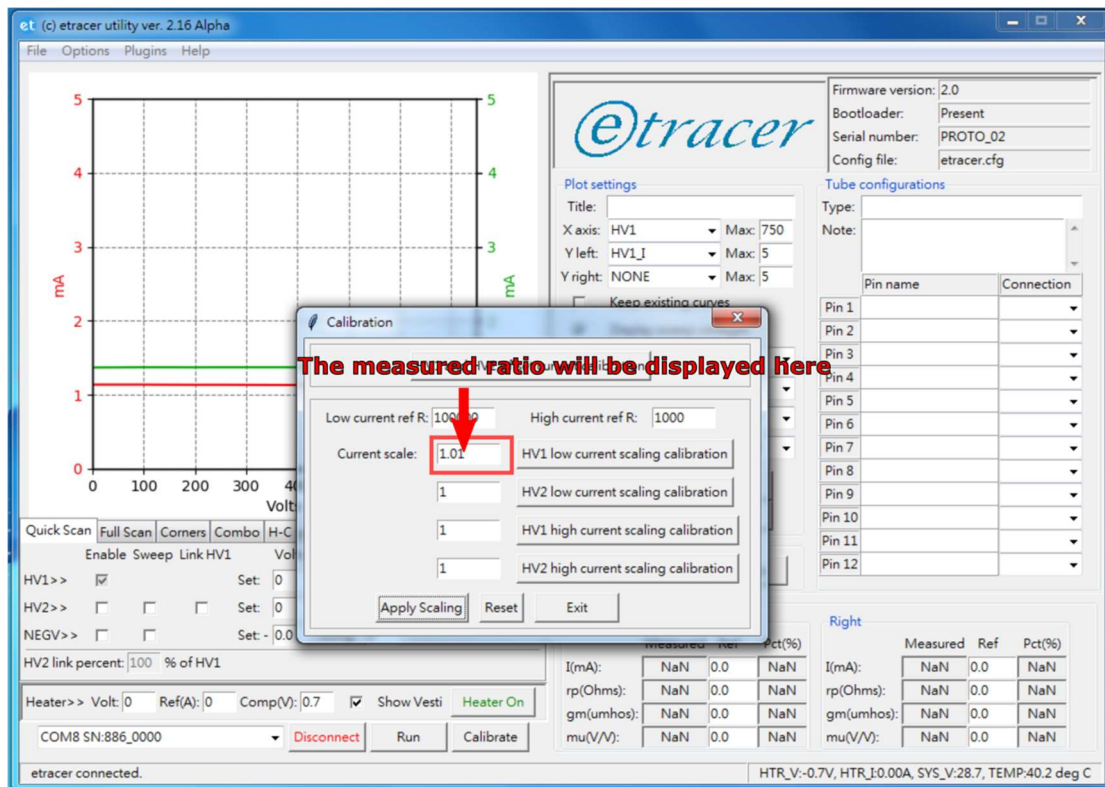 et (c) etracer utility ver. 2.16 Alpha
File Options Plugins Help
5 5
4 4
3 3
2 2
1
0
mA mA
0 100 200 300
Volt
etracer
Firmware version: 2.0
Bootloader: Present
Serial number: PROTO_02
Config file: etracer.cfg
Plot settings
Title:
X axis: HV1 Max: 750
Y left: HV1_I Max: 5
Y right: NONE Max: 5
Keep existing curves
Tube configurations
Type:
Note:
Pin name Connection
Pin 1
Pin 2
Pin 3
Pin 4
Pin 5
Pin 6
Pin 7
Pin 8
Pin 9
Pin 10
Pin 11
Pin 12
Calibration
The measured ratio will be displayed here
Low current ref R: High current ref R: 1000
Current scale: 1.01 HV1 low current scaling calibration
1 HV2 low current scaling calibration
1 HV1 high current scaling calibration
1 HV2 high current scaling calibration
Apply Scaling Reset Exit
Quick Scan Full Scan Corners Combo H-C
Enable Sweep Link HV1
HV1>> Set: 0
HV2>> Set: 0
NEGV>> Set: - 0.0
HV2 link percent: 100 % of HV1
Heater>> Volt: 0 Ref(A): 0 Comp(V): 0.7 Show Vesti Heater On
COM8 SN:886_0000 Disconnect Run Calibrate
Measured Ref Pct(%)
I(mA): NaN 0.0 NaN
rp(Ohms): NaN 0.0 NaN
gm(umhos): NaN 0.0 NaN
mu(V/V): NaN 0.0 NaN
Right
Measured Ref Pct(%)
I(mA): NaN 0.0 NaN
rp(Ohms): NaN 0.0 NaN
gm(umhos): NaN 0.0 NaN
mu(V/V): NaN 0.0 NaN
etracer connected.
HTR_V:-0.7V, HTR_I:0.00A, SYS_V:28.7, TEMP:40.2 deg C